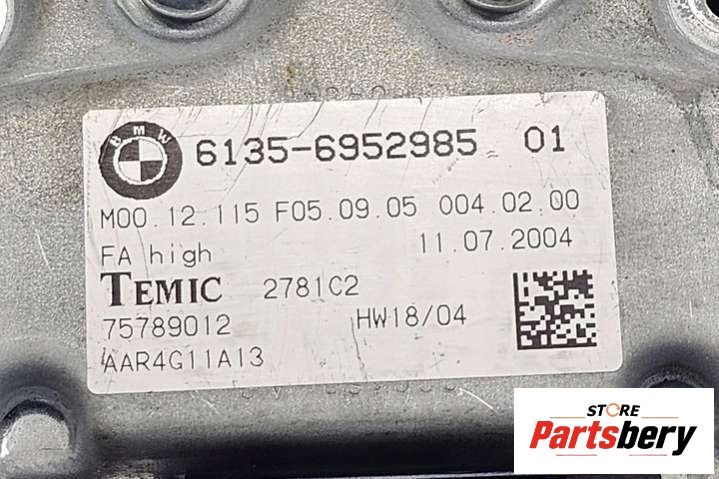 BMW 6135-6952985 01
M00.12.115 F05.09.05 004.02.00
FA high 11.07.2004
TEMIC 2781C2
75789012 HW18/04
AAR4G11A13
STORE
Partsbery